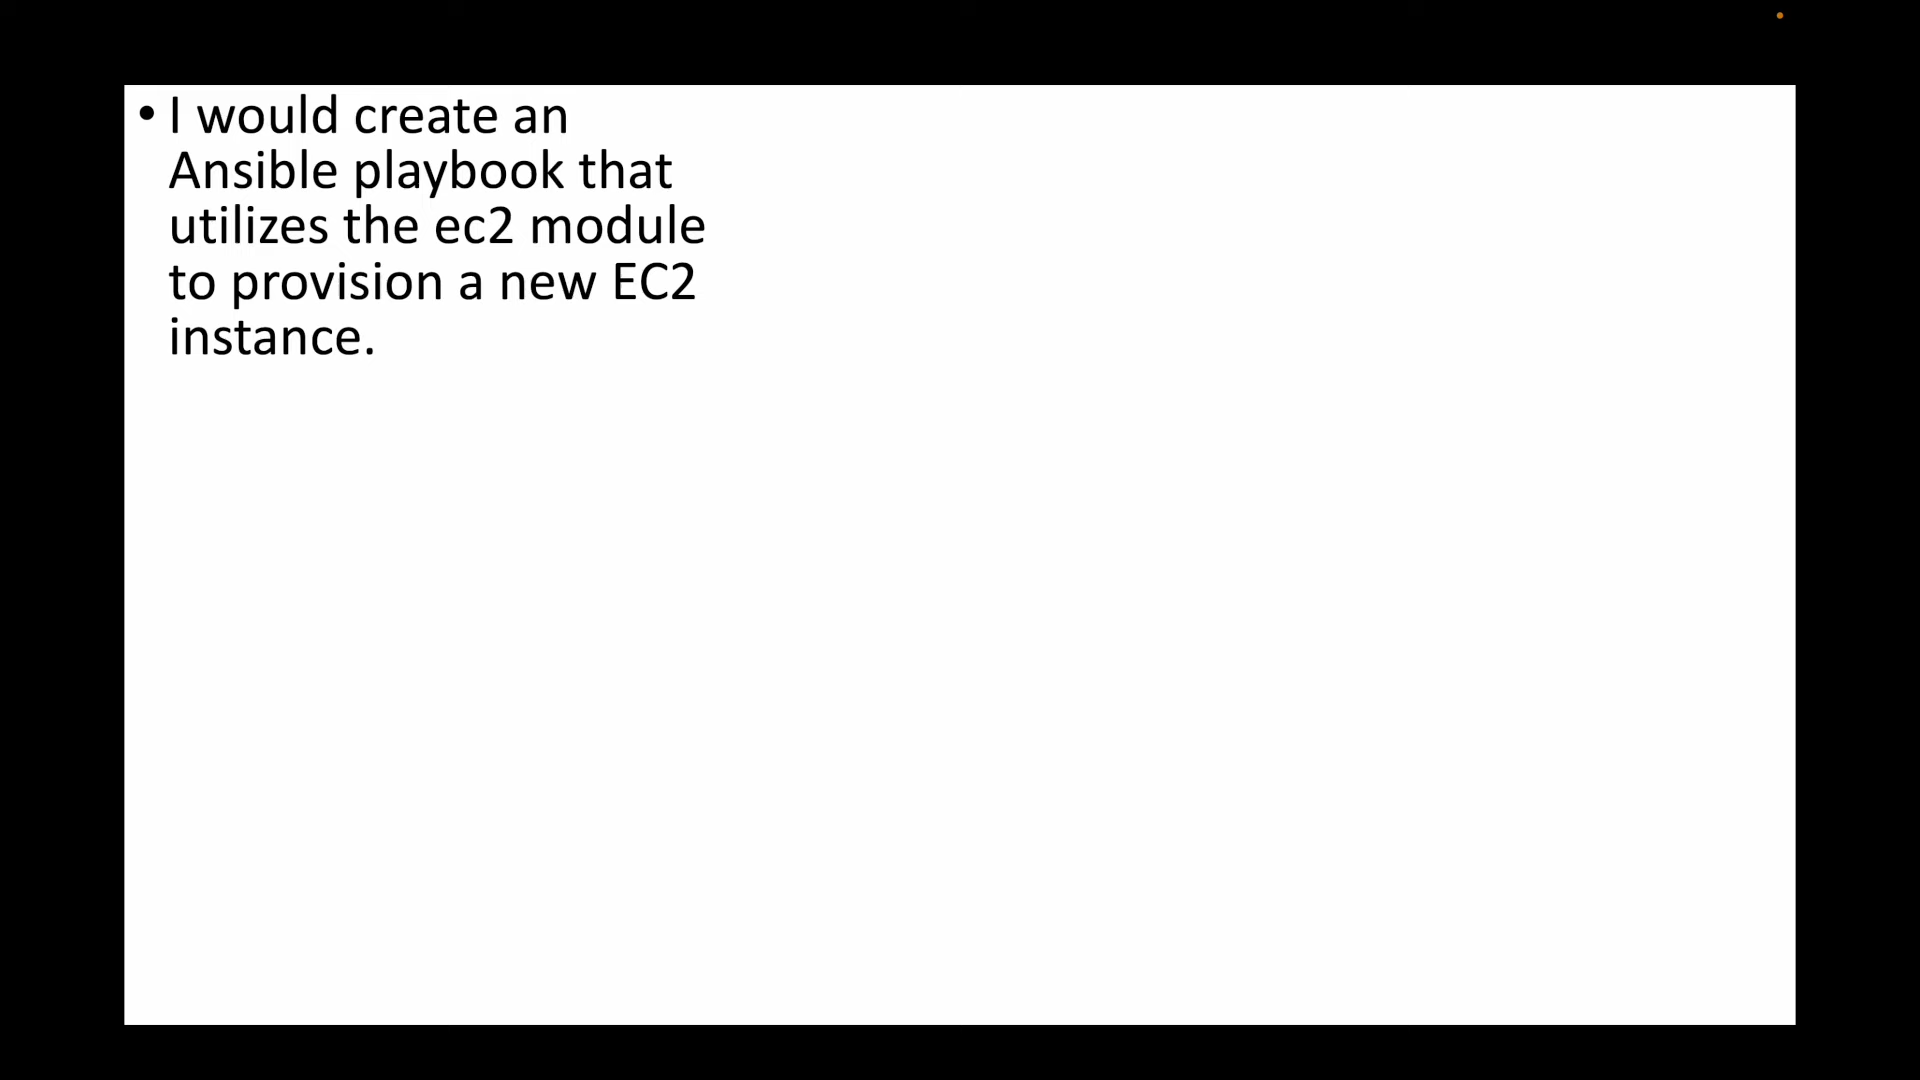 • I would create an
Ansible playbook that
utilizes the ec2 module
to provision a new EC2
instance.